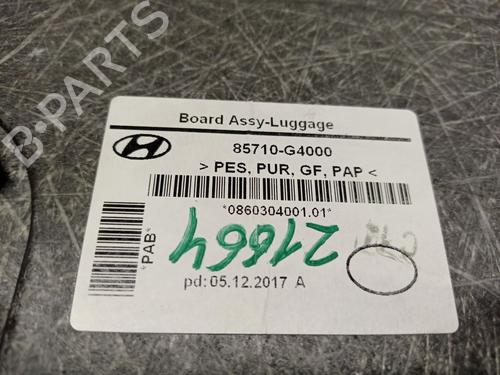 B-PARTS
Board Assy-Luggage
85710-G4000
> PES, PUR, GF, PAP <
*0860304001.01*
*PAB*
21664
pd: 05.12.2017 A